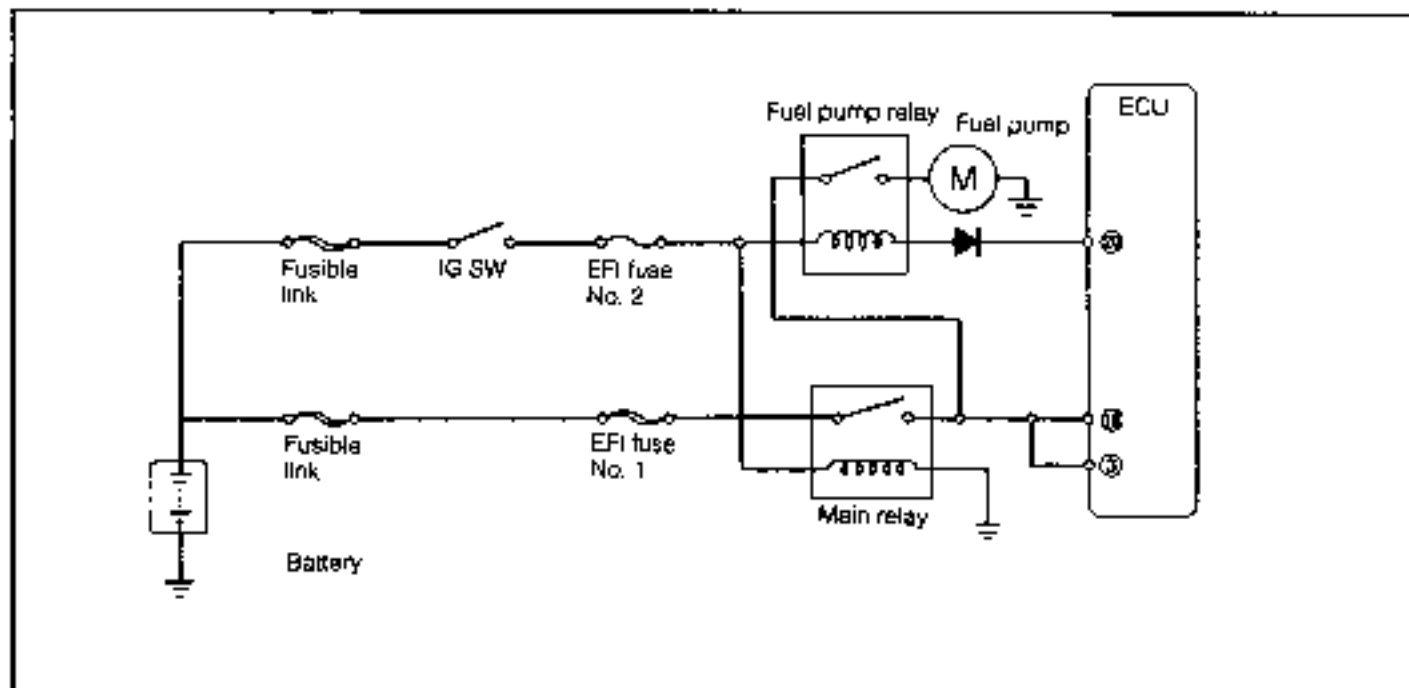 Fuel pump relay
Fuel pump
ECU
M
Fusible
link
IG SW
EFI fuse
No. 2
Fusible
link
EFI fuse
No. 1
Main relay
Battery